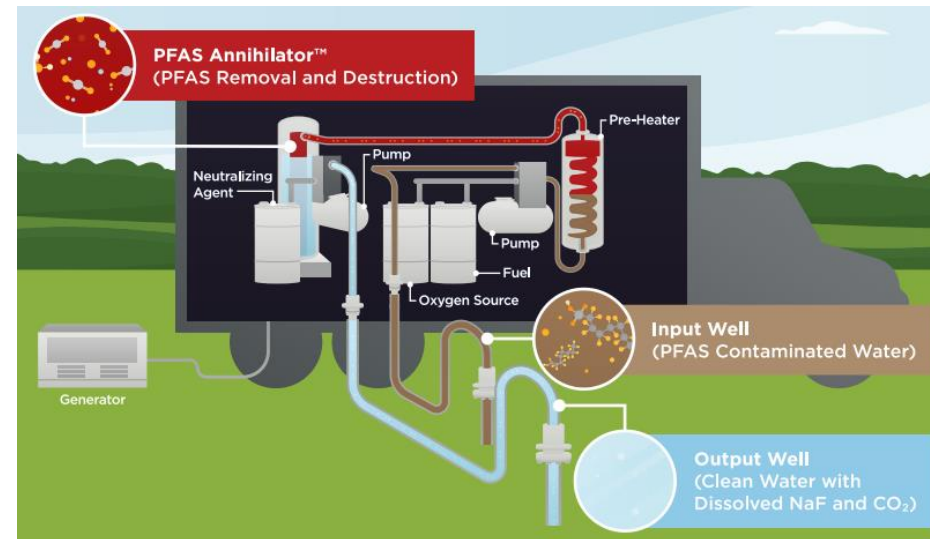 PFAS Annihilator™
(PFAS Removal and Destruction)
Pre-Heater
Pump
Neutralizing
Agent
Pump
Fuel
Oxygen Source
Input Well
(PFAS Contaminated Water)
Generator
Output Well
(Clean Water with
Dissolved NaF and CO₂)